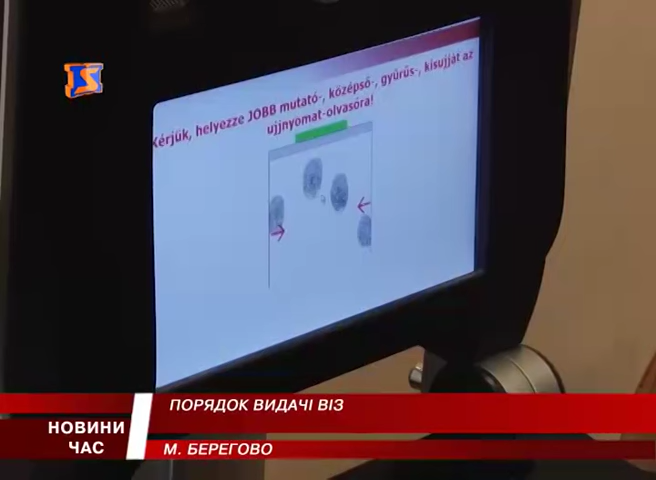 Kérjük, helyezze JOBB mutató-, középső-, gyűrűs-, kisujját az
ujjnyomat-olvasóra!
ПОРЯДОК ВИДАЧІ ВІЗ
НОВИНИ
ЧАС
М. БЕРЕГОВО